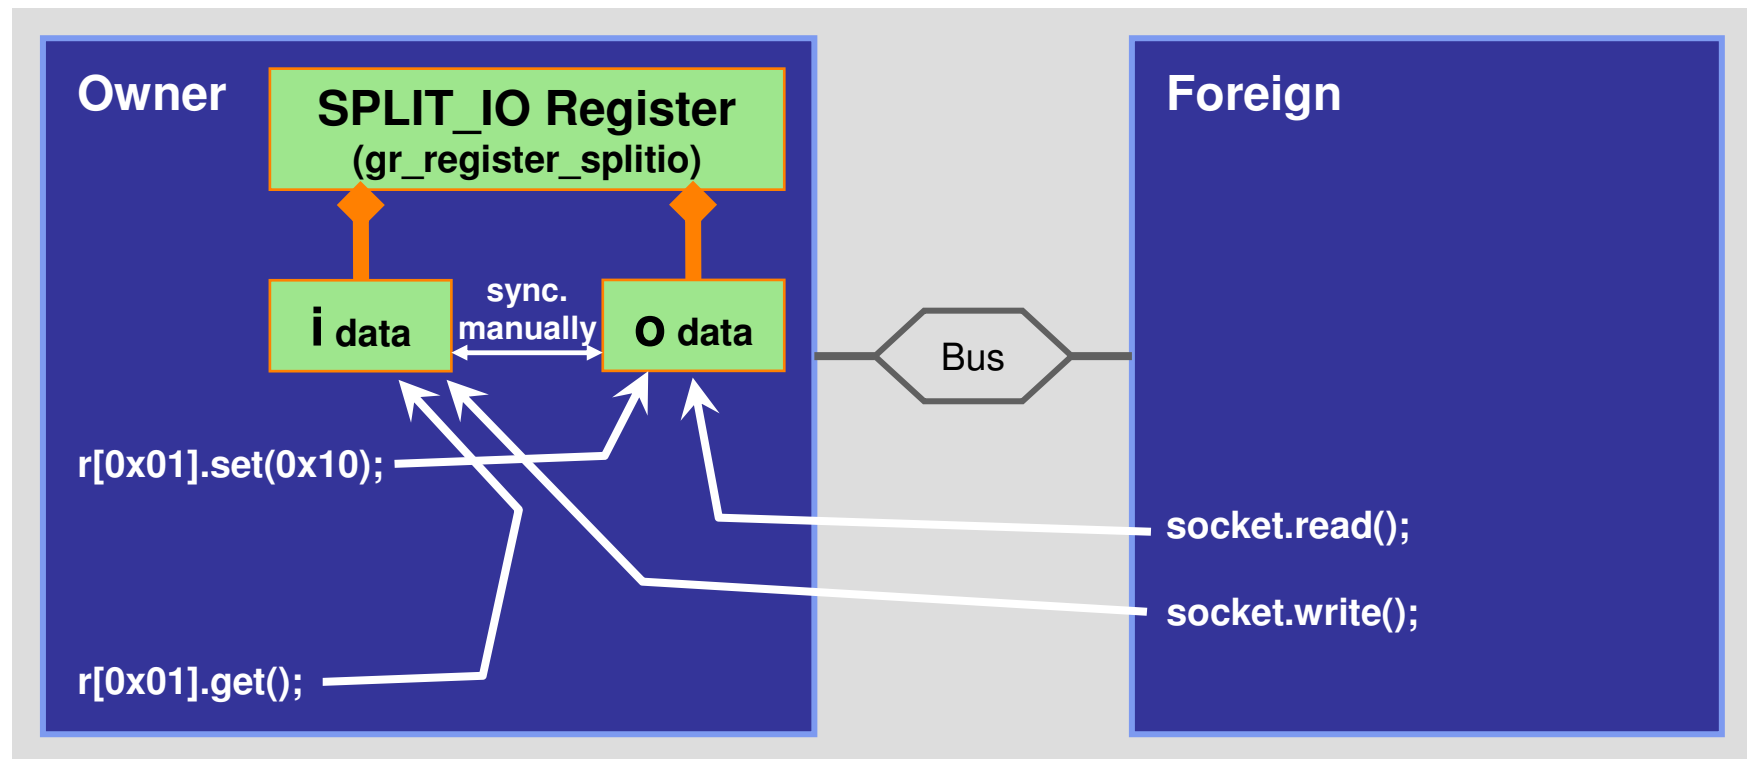 Owner
SPLIT_IO Register
(gr_register_splitio)
i data
sync.
manually
o data
r[0x01].set(0x10);
r[0x01].get();
Bus
Foreign
socket.read();
socket.write();